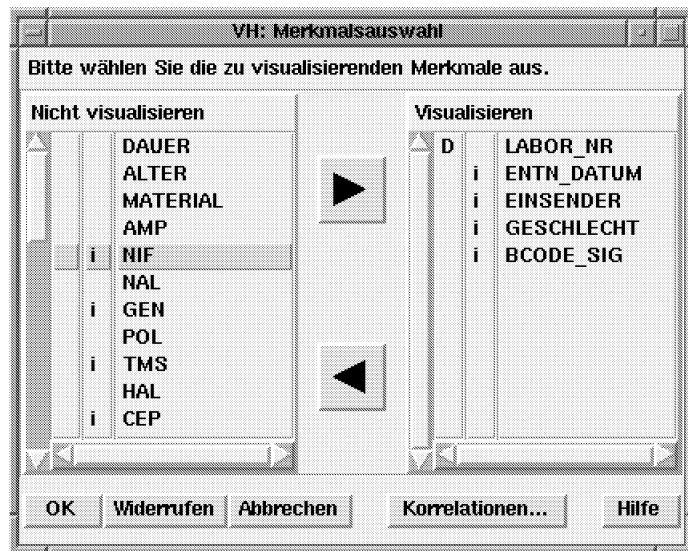 VH: Merkmalsauswahl
Bitte wählen Sie die zu visualisierenden Merkmale aus.
Nicht visualisieren
DAUER
ALTER
MATERIAL
AMP
i NIF
NAL
i GEN
POL
i TMS
HAL
i CEP
Visualisieren
D LABOR_NR
i ENTN_DATUM
i EINSENDER
i GESCHLECHT
i BCODE_SIG
OK Widerrufen Abbrechen Korrelationen... Hilfe